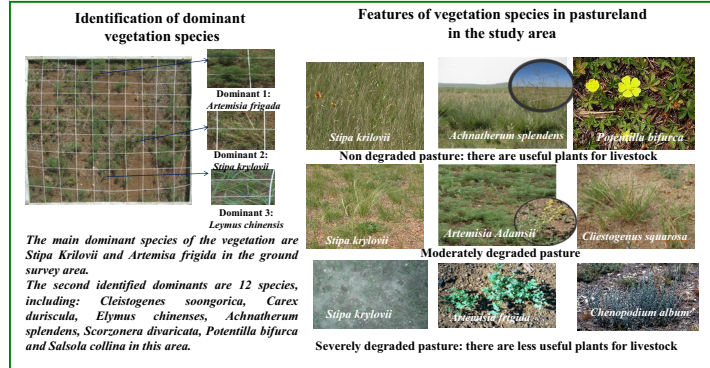 Identification of dominant
vegetation species
Dominant 1:
Artemisia frigada
Dominant 2:
Stipa krylovii
Dominant 3:
Leymus chinensis
The main dominant species of the vegetation are
Stipa Krilovii and Artemisa frigida in the ground
survey area.
The second identified dominants are 12 species,
including: Cleistogenes soongorica, Carex
duriscula, Elymus chinenses, Achnatherum
splendens, Scorzonera divaricata, Potentilla bifurca
and Salsola collina in this area.
Features of vegetation species in pastureland
in the study area
Stipa krilovii
Achnatherum splendens
Potentilla bifurca
Non degraded pasture: there are useful plants for livestock
Stipa krylovii
Artemisia Adamsii
Cliestogenus squarosa
Moderately degraded pasture
Stipa krylovii
Artemisia frigida
Chenopodium album
Severely degraded pasture: there are less useful plants for livestock